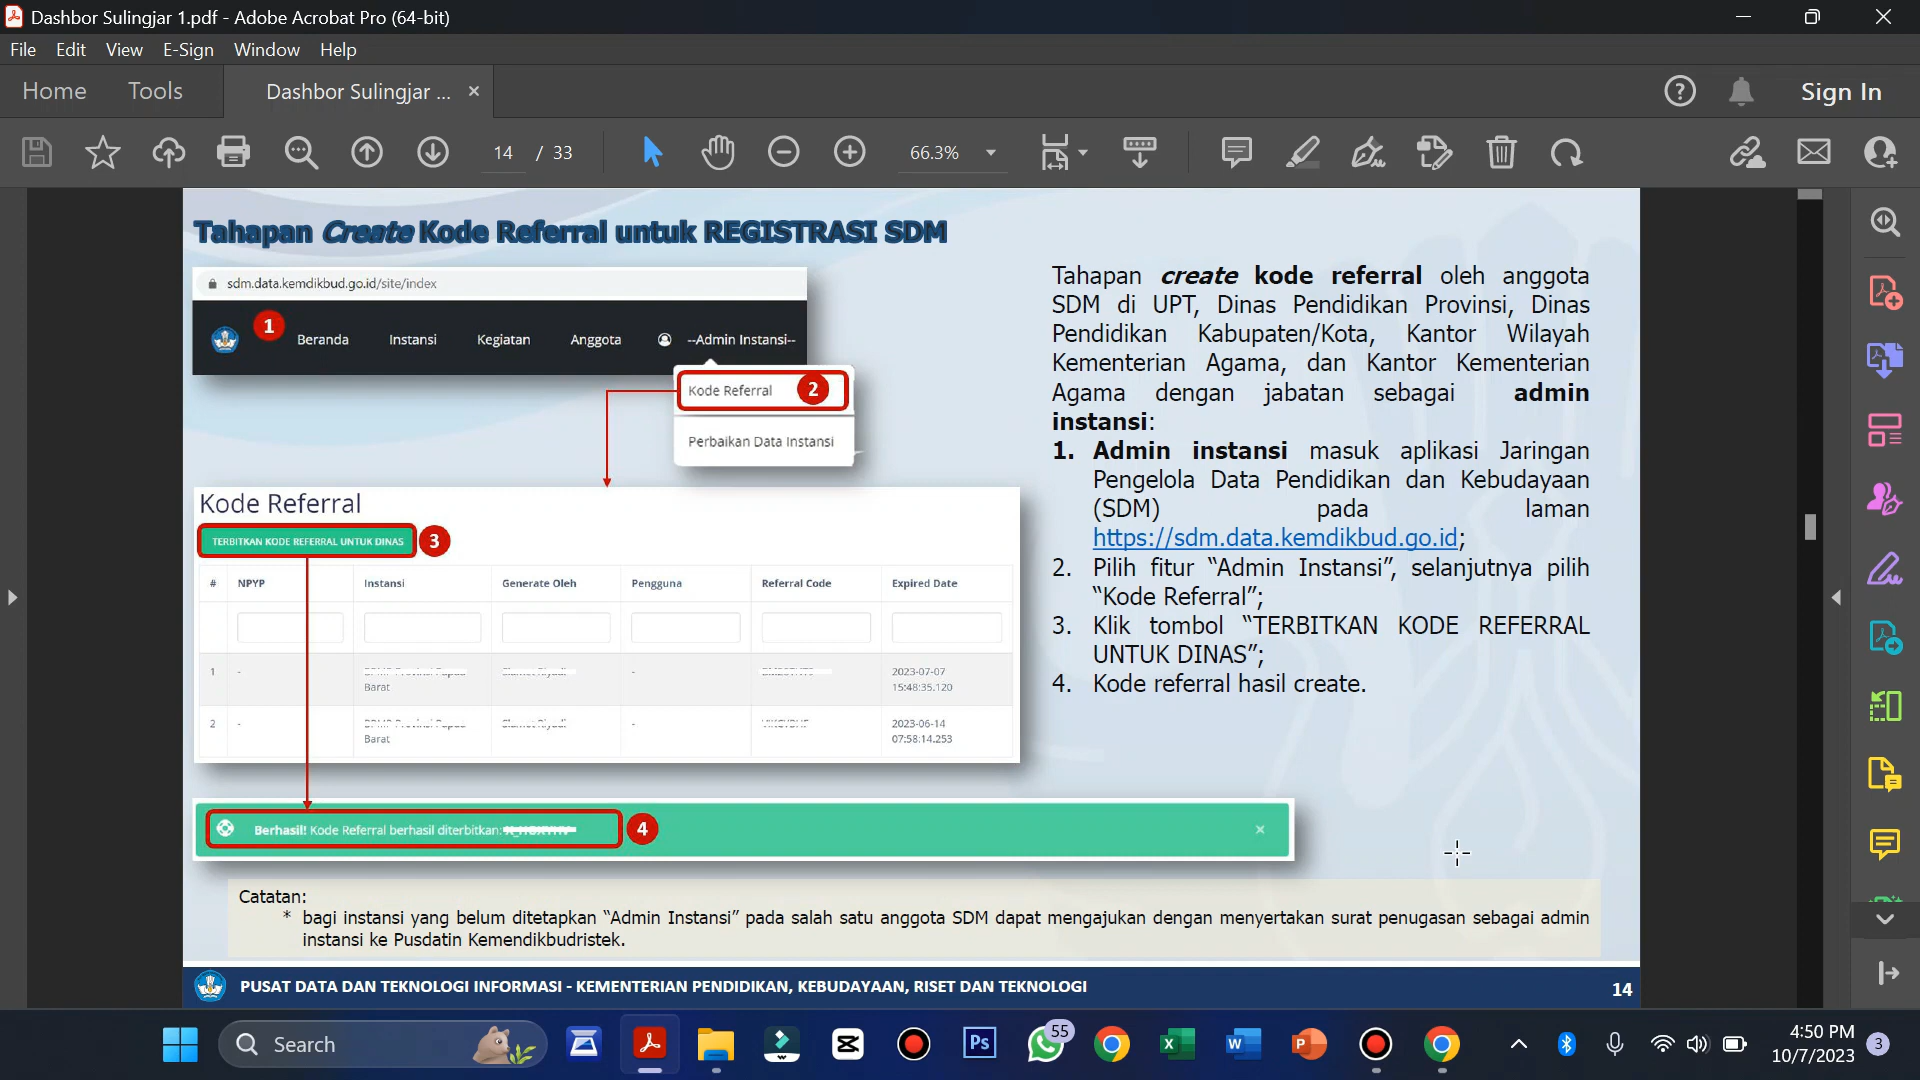 Dashbor Sulingjar 1.pdf - Adobe Acrobat Pro (64-bit)
File Edit View E-Sign Window Help
Home Tools Dashbor Sulingjar ... × Sign In
14 / 33 66.3%
Tahapan Create Kode Referral untuk REGISTRASI SDM
sdm.data.kemdikbud.go.id/site/index
1 Beranda Instansi Kegiatan Anggota --Admin Instansi--
Kode Referral 2
Perbaikan Data Instansi
Kode Referral
TERBITKAN KODE REFERRAL UNTUK DINAS 3
# NPYP Instansi Generate Oleh Pengguna Referral Code Expired Date
1 - Barat - 2023-07-07
15:48:35.120
2 - Barat - 2023-06-14
07:58:14.253
Berhasil! Kode Referral berhasil diterbitkan: 4 ×
Tahapan create kode referral oleh anggota
SDM di UPT, Dinas Pendidikan Provinsi, Dinas
Pendidikan Kabupaten/Kota, Kantor Wilayah
Kementerian Agama, dan Kantor Kementerian
Agama dengan jabatan sebagai admin
instansi:
1. Admin instansi masuk aplikasi Jaringan
Pengelola Data Pendidikan dan Kebudayaan
(SDM) pada laman
https://sdm.data.kemdikbud.go.id;
2. Pilih fitur “Admin Instansi”, selanjutnya pilih
“Kode Referral”;
3. Klik tombol “TERBITKAN KODE REFERRAL
UNTUK DINAS”;
4. Kode referral hasil create.
Catatan:
* bagi instansi yang belum ditetapkan “Admin Instansi” pada salah satu anggota SDM dapat mengajukan dengan menyertakan surat penugasan sebagai admin
instansi ke Pusdatin Kemendikbudristek.
PUSAT DATA DAN TEKNOLOGI INFORMASI - KEMENTERIAN PENDIDIKAN, KEBUDAYAAN, RISET DAN TEKNOLOGI 14
Search Ps 55 4:50 PM
10/7/2023 3